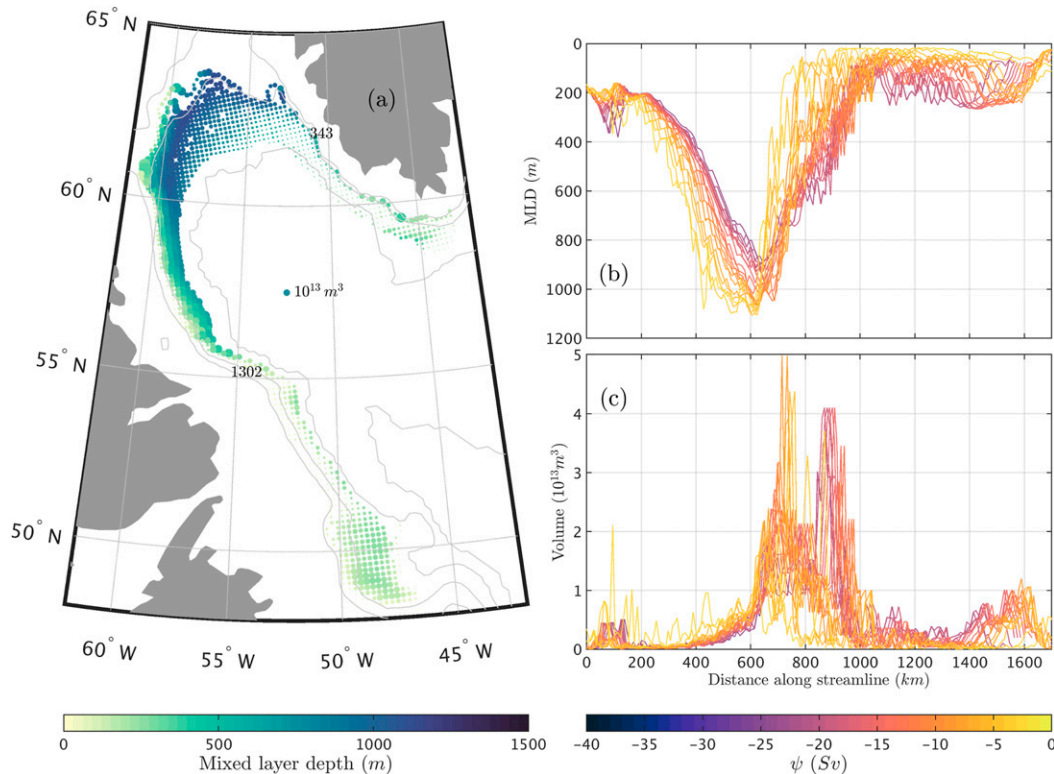 65° N
60° N
55° N
50° N
60° W
55° W
50° W
45° W
(a)
343
10¹³ m³
1302
0 500 1000 1500
Mixed layer depth (m)
0
200
400
600
800
1000
1200
MLD (m)
(b)
5
4
3
2
1
0
Volume (10¹³m³)
(c)
0 200 400 600 800 1000 1200 1400 1600
Distance along streamline (km)
−40 −35 −30 −25 −20 −15 −10 −5 0
ψ (Sv)